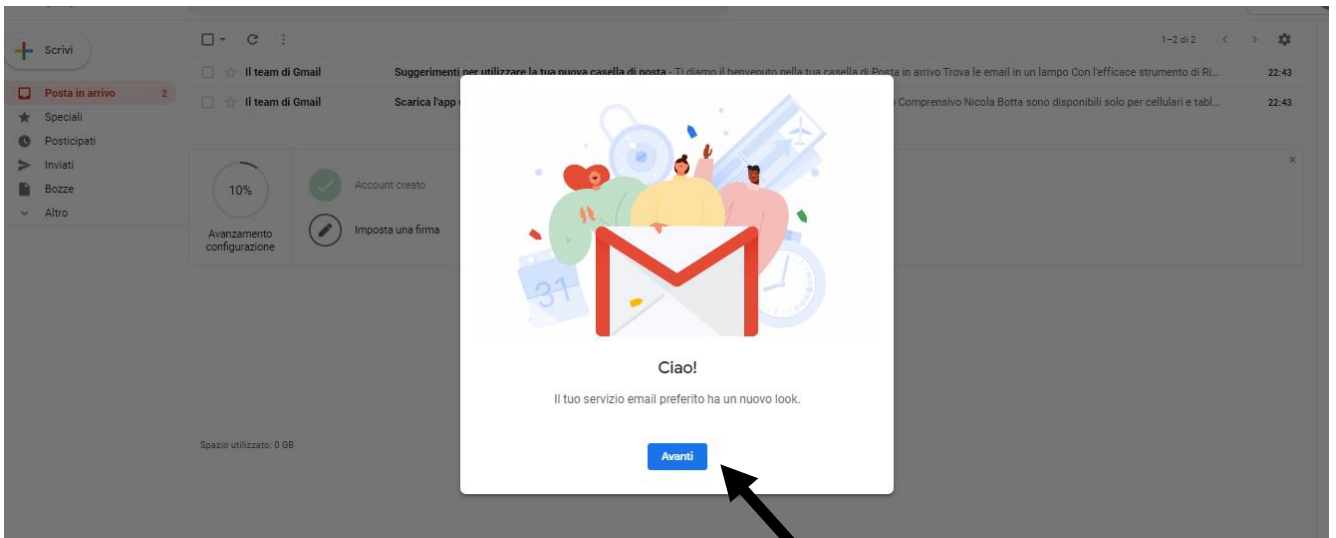 Scrivi
1–2 di 2
Il team di Gmail Suggerimenti per utilizzare la tua nuova casella di posta - Ti diamo il benvenuto nella tua casella di Posta in arrivo Trova le email in un lampo Con l'efficace strumento di Ri... 22:43
Posta in arrivo 2
Il team di Gmail Scarica l'app Comprensivo Nicola Botta sono disponibili solo per cellulari e tabl... 22:43
Speciali
Posticipati
Inviati
Bozze
Altro
10%
Avanzamento
configurazione
Account creato
Imposta una firma
31
Ciao!
Il tuo servizio email preferito ha un nuovo look.
Avanti
Spazio utilizzato: 0 GB